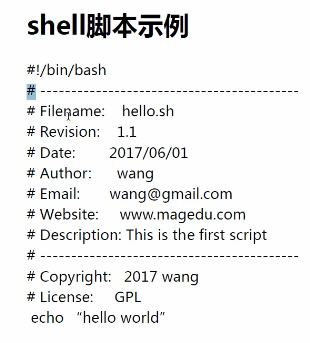 shell脚本示例
#!/bin/bash
# ------------------------------------------
# Filename: hello.sh
# Revision: 1.1
# Date: 2017/06/01
# Author: wang
# Email: wang@gmail.com
# Website: www.magedu.com
# Description: This is the first script
# ------------------------------------------
# Copyright: 2017 wang
# License: GPL
echo “hello world”